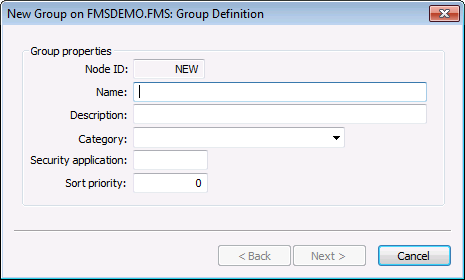 New Group on FMSDEMO.FMS: Group Definition
Group properties
Node ID: NEW
Name:
Description:
Category:
Security application:
Sort priority: 0
< Back Next > Cancel